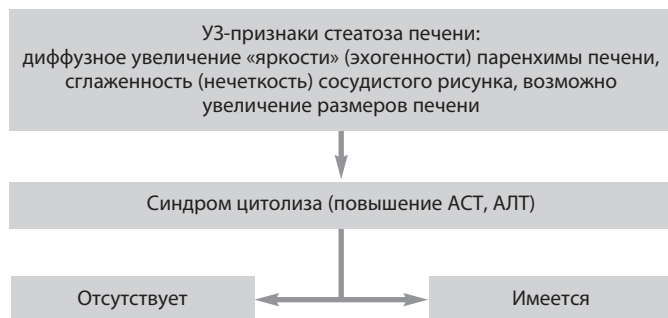 УЗ-признаки стеатоза печени:
диффузное увеличение «яркости» (эхогенности) паренхимы печени,
сглаженность (нечеткость) сосудистого рисунка, возможно
увеличение размеров печени
Синдром цитолиза (повышение АСТ, АЛТ)
Отсутствует
Имеется